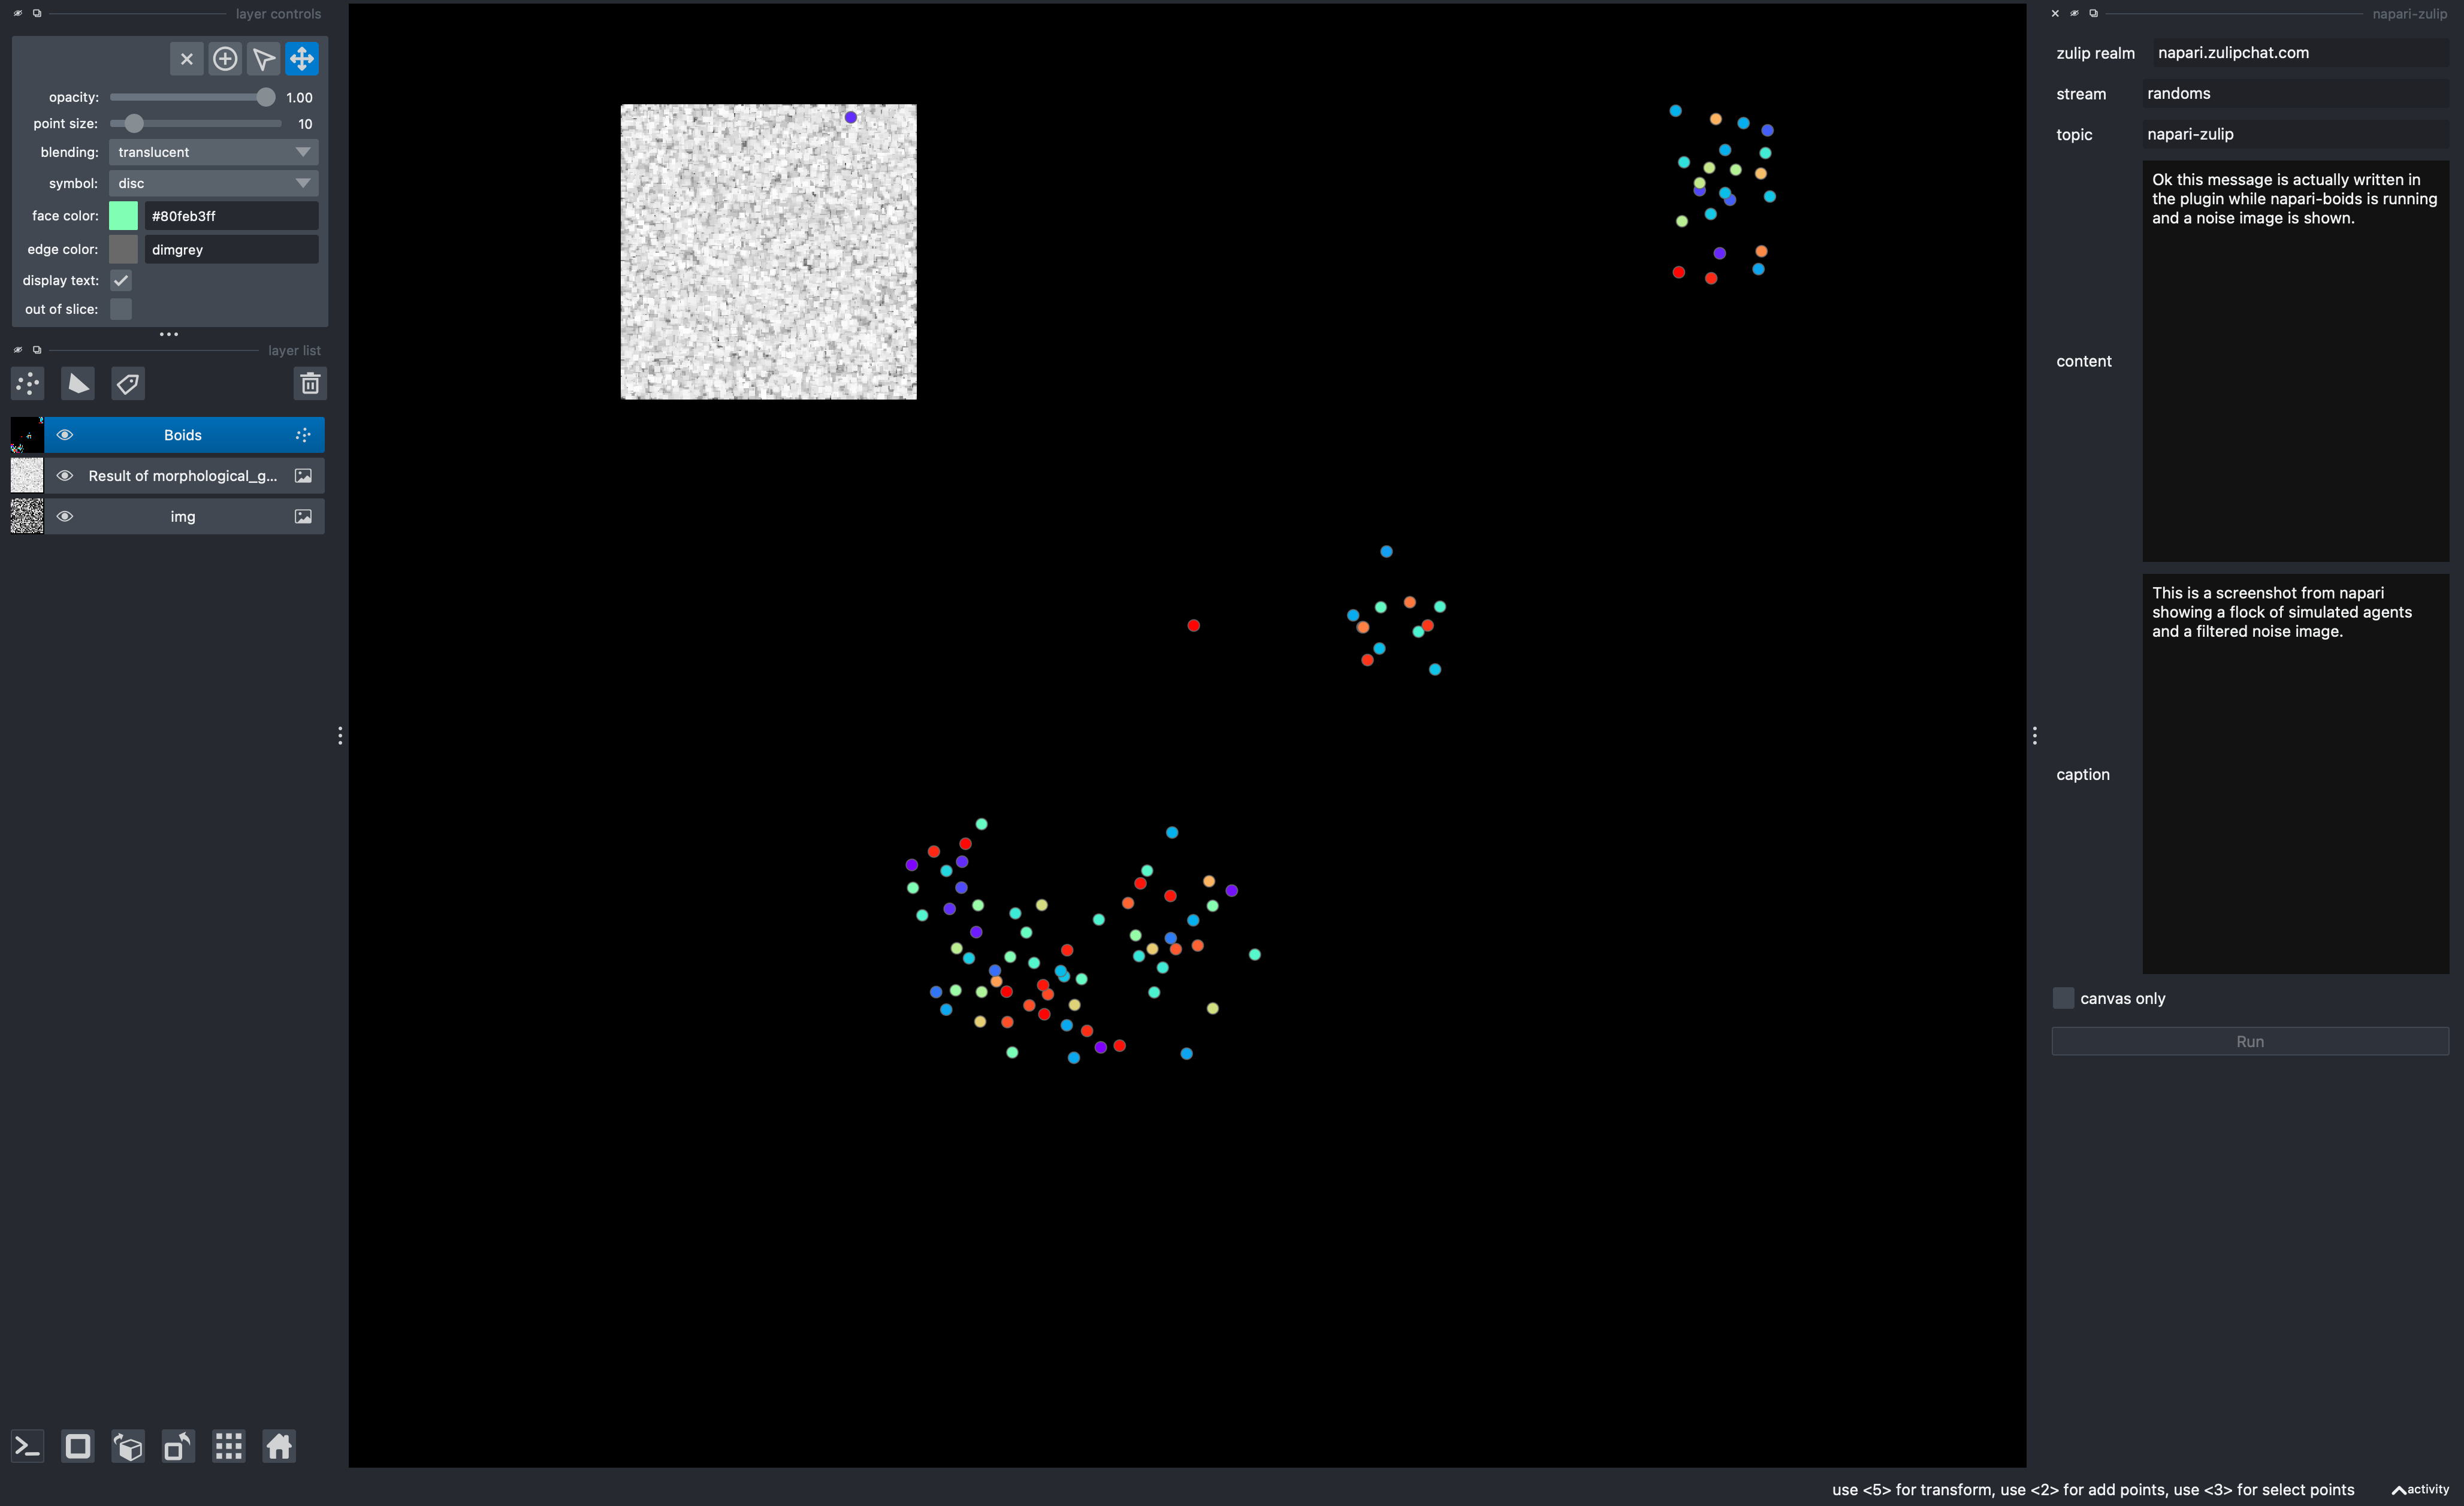 layer controls
opacity: 1.00
point size: 10
blending: translucent
symbol: disc
face color: #80feb3ff
edge color: dimgrey
display text:
out of slice:
layer list
Boids
Result of morphological_g...
img
napari-zulip
zulip realm napari.zulipchat.com
stream randoms
topic napari-zulip
content
Ok this message is actually written in
the plugin while napari-boids is running
and a noise image is shown.
caption
This is a screenshot from napari
showing a flock of simulated agents
and a filtered noise image.
canvas only
Run
use <5> for transform, use <2> for add points, use <3> for select points
activity